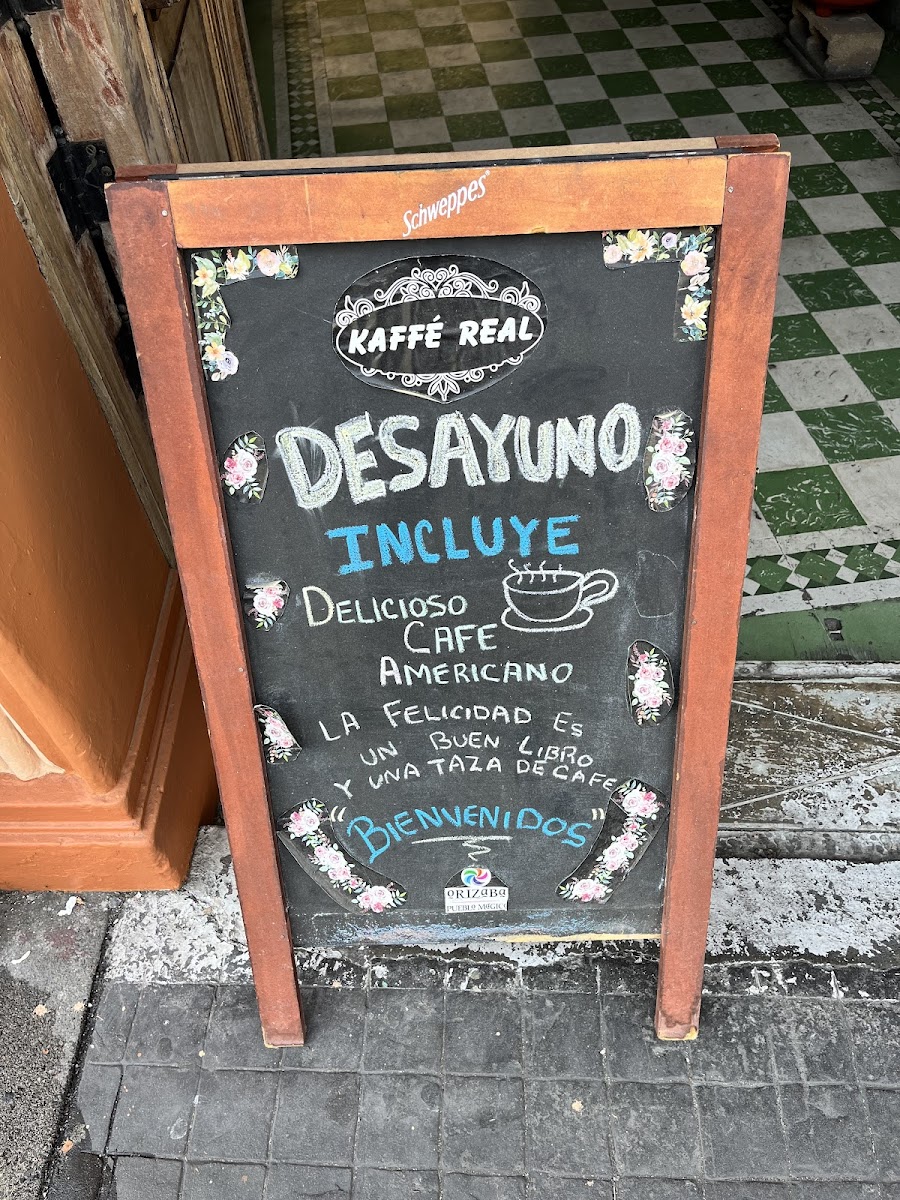 Schweppes
KAFFÉ REAL
DESAYUNO
INCLUYE
DELICIOSO
CAFE
AMERICANO
LA FELICIDAD ES
UN BUEN LIBRO
Y UNA TAZA DE CAFE
"BIENVENIDOS"
ORIZABA
PUEBLO MAGICO